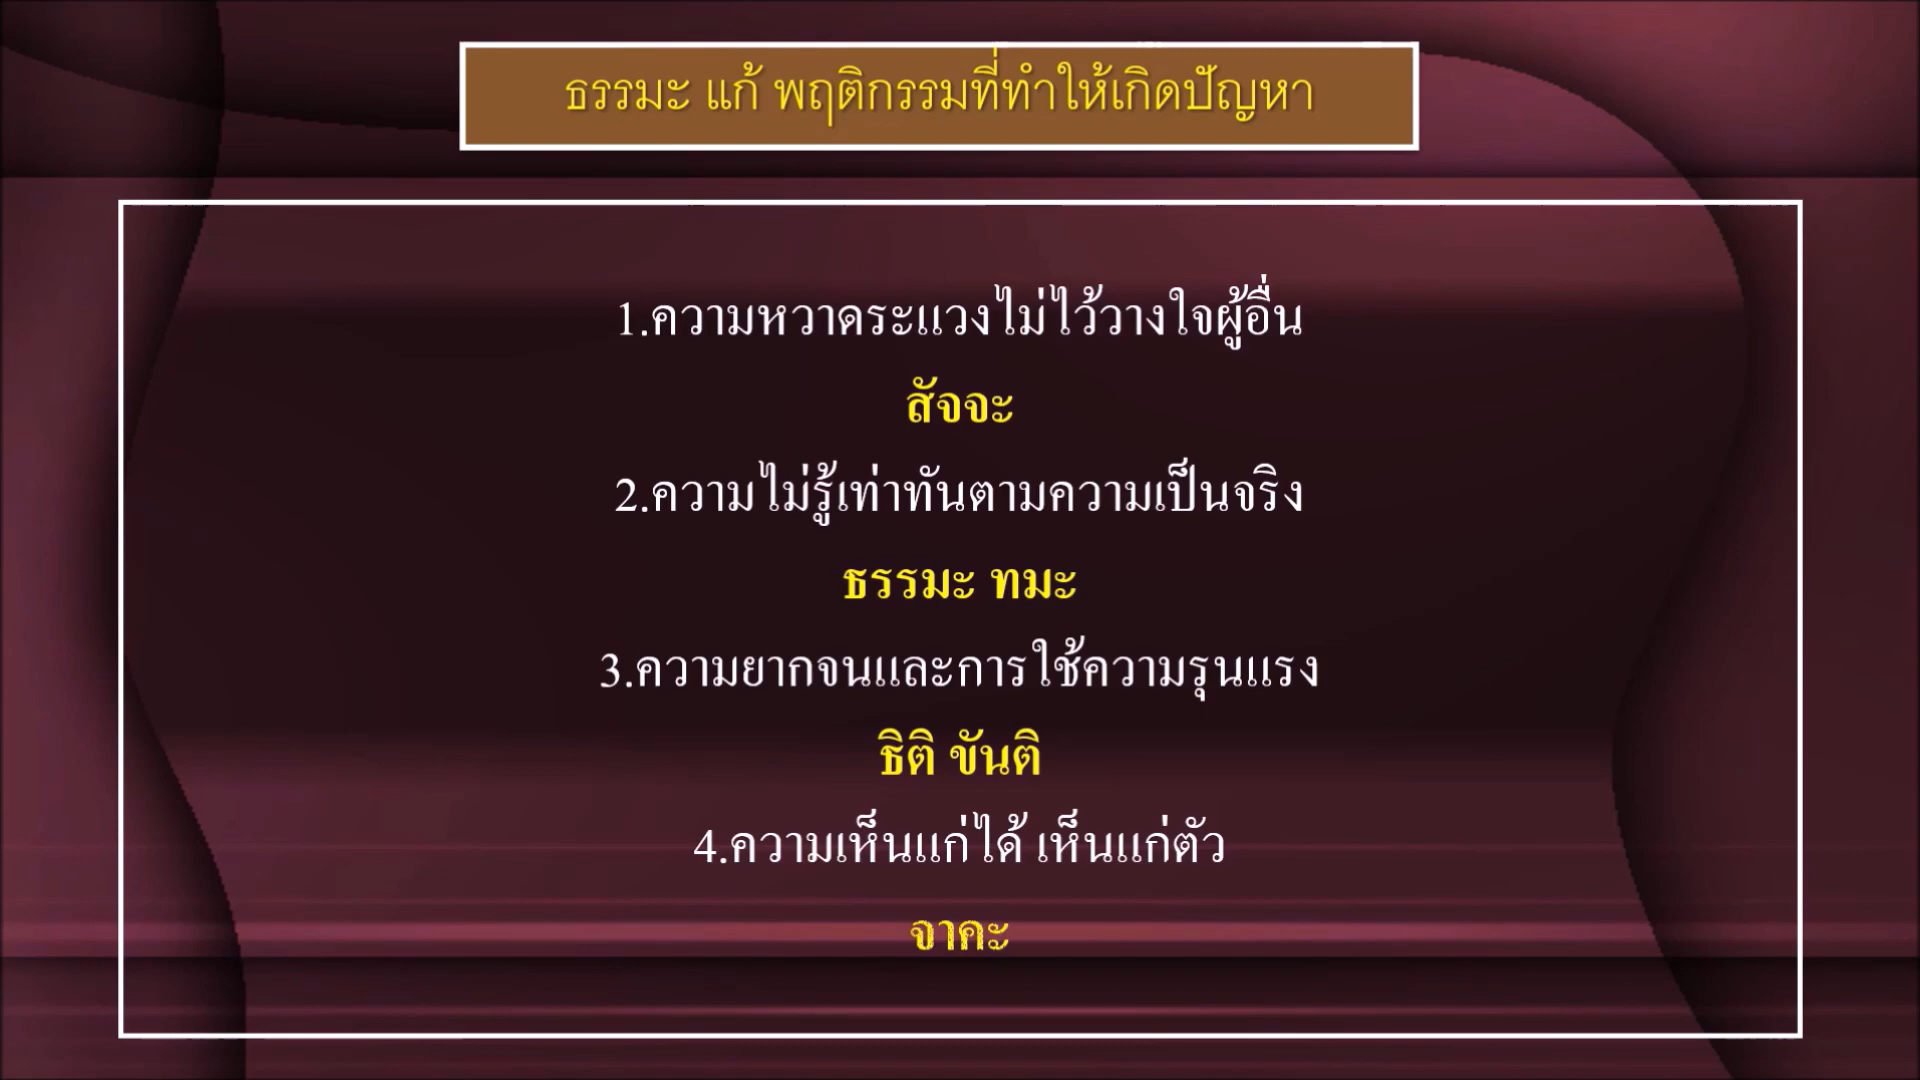 ธรรมะ แก้ พฤติกรรมที่ทำให้เกิดปัญหา
1.ความหวาดระแวงไม่ไว้วางใจผู้อื่น
สัจจะ
2.ความไม่รู้เท่าทันตามความเป็นจริง
ธรรมะ ทมะ
3.ความยากจนและการใช้ความรุนแรง
ธิติ ขันติ
4.ความเห็นแก่ได้ เห็นแก่ตัว
จาคะ